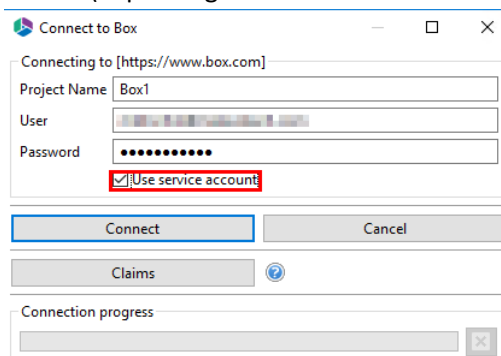 Connect to Box
Connecting to [https://www.box.com]
Project Name Box1
User
Password ●●●●●●●●●●●
Use service account
Connect Cancel
Claims ?
Connection progress